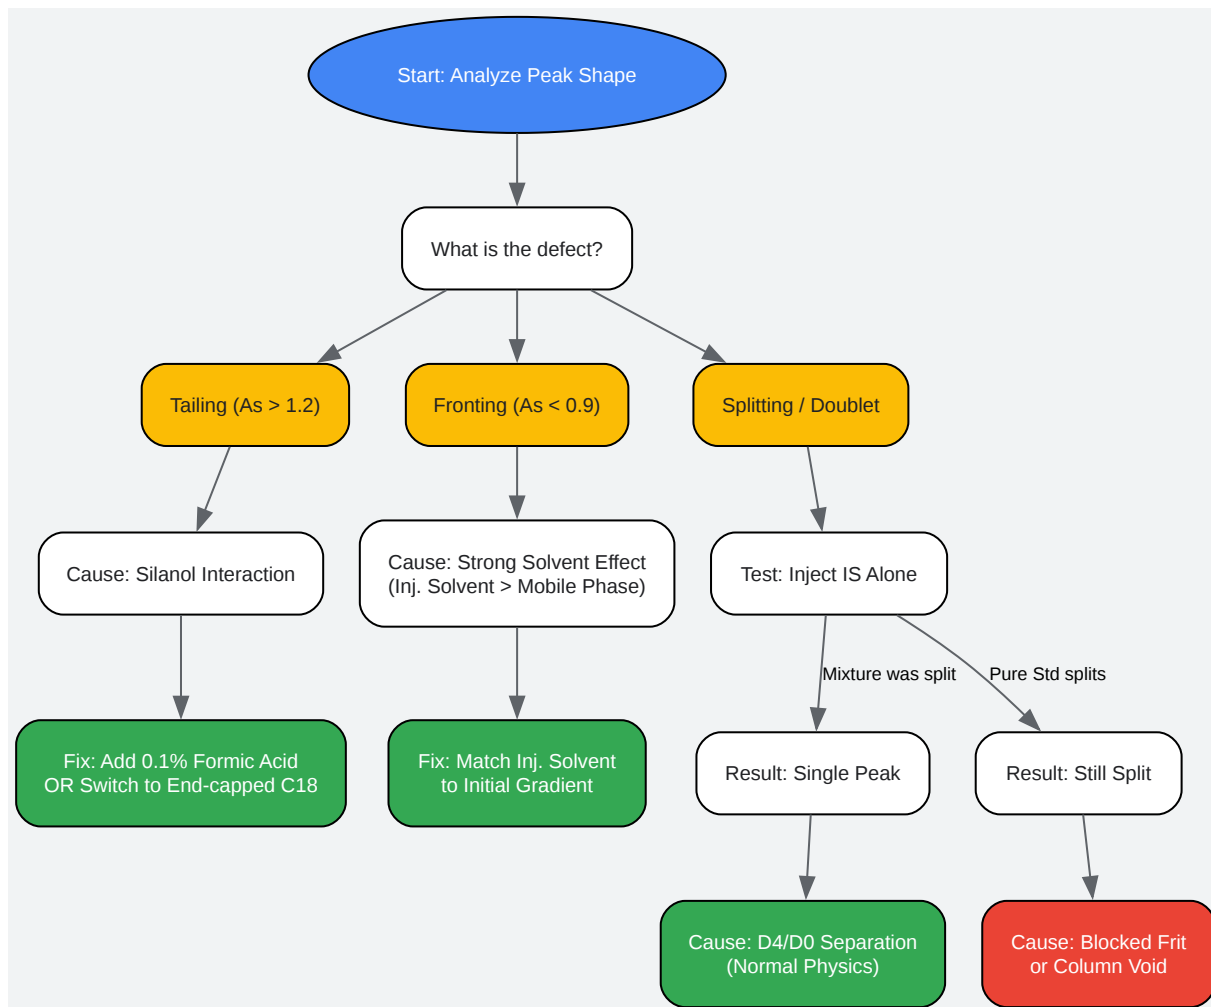 Start: Analyze Peak Shape
What is the defect?
Tailing (As > 1.2)
Fronting (As < 0.9)
Splitting / Doublet
Cause: Silanol Interaction
Cause: Strong Solvent Effect
(Inj. Solvent > Mobile Phase)
Test: Inject IS Alone
Mixture was split
Pure Std splits
Fix: Add 0.1% Formic Acid
OR Switch to End-capped C18
Fix: Match Inj. Solvent
to Initial Gradient
Result: Single Peak
Result: Still Split
Cause: D4/D0 Separation
(Normal Physics)
Cause: Blocked Frit
or Column Void